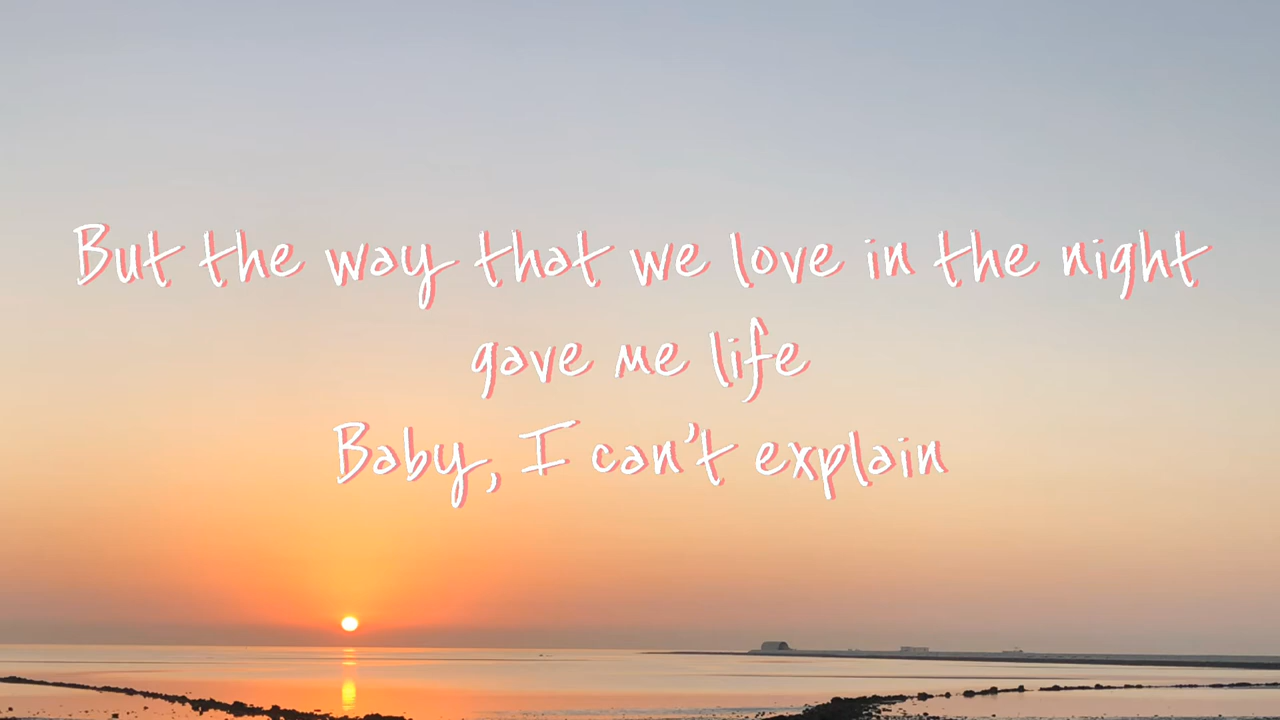 But the way that we love in the night
gave me life
Baby, I can't explain